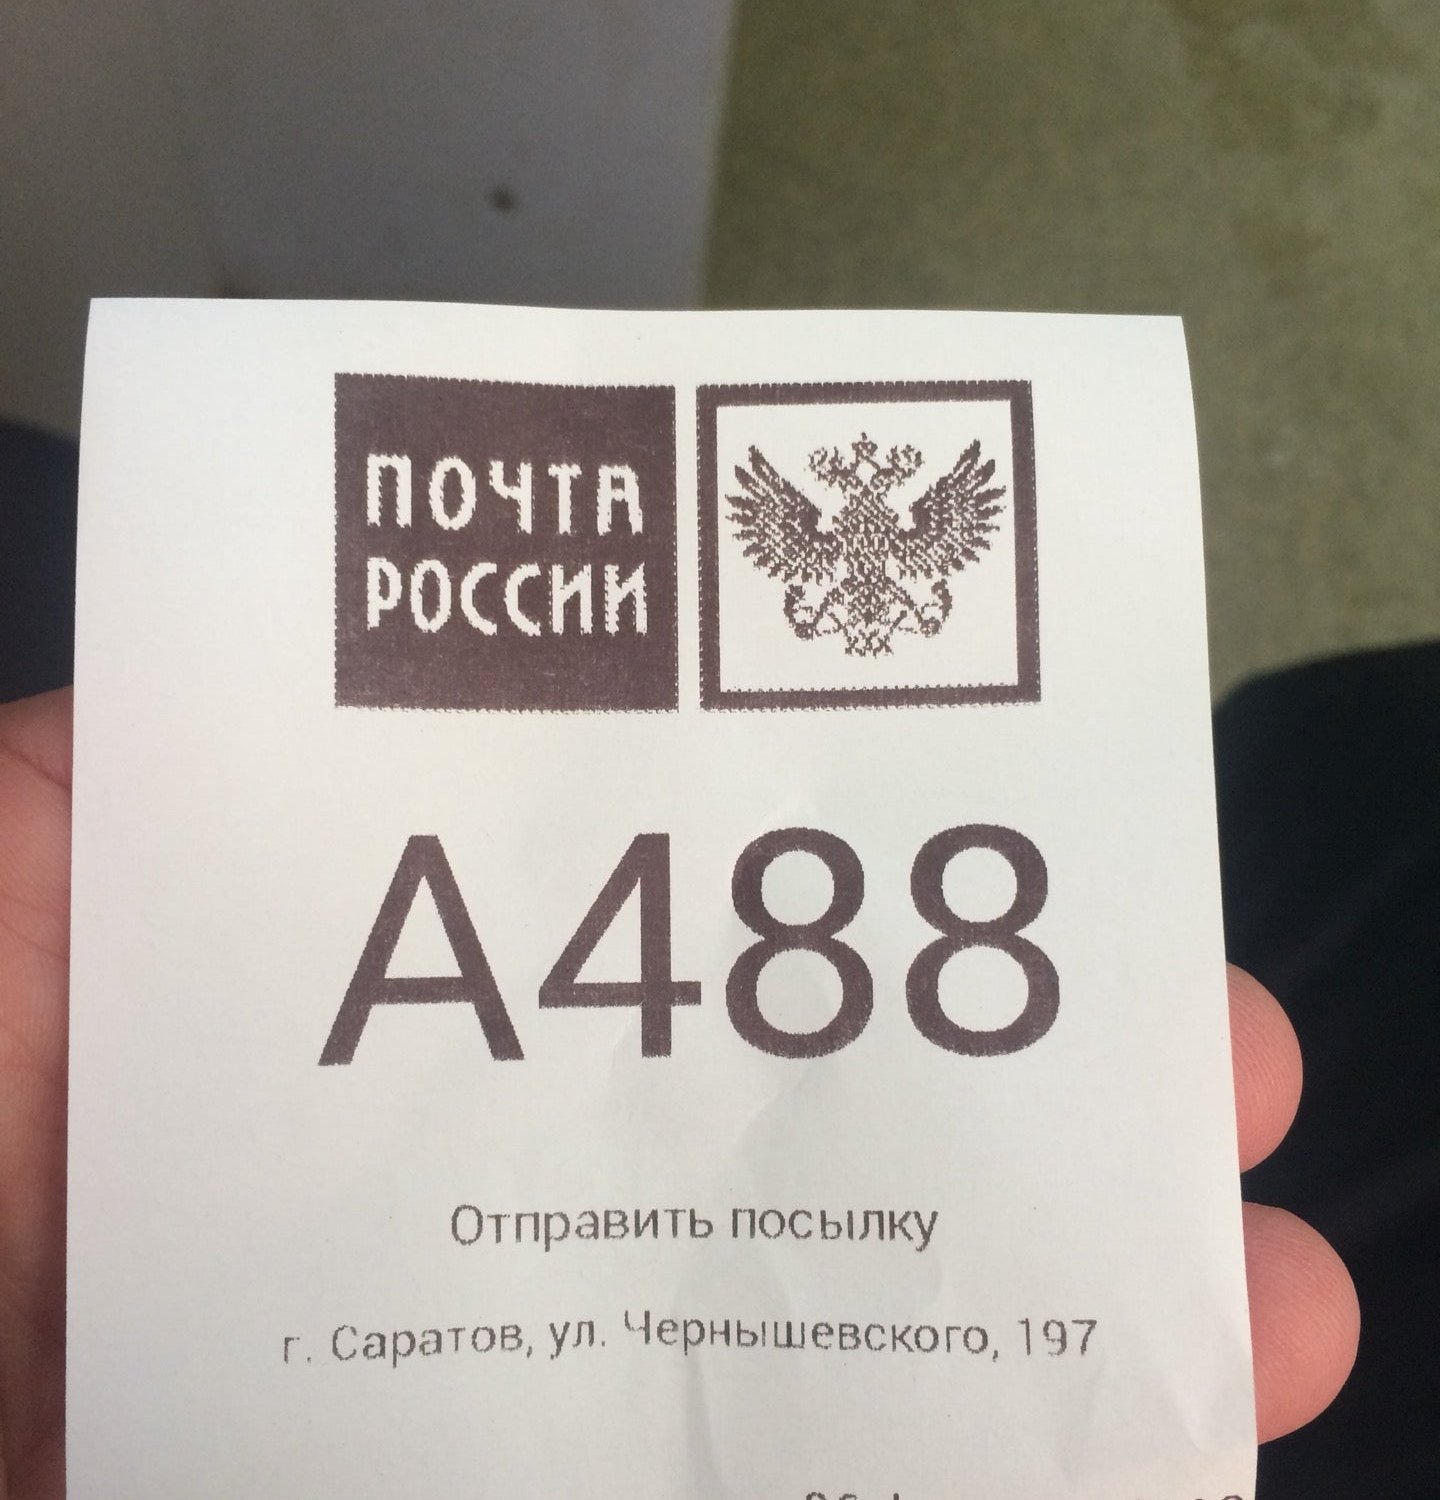 ПОЧТА
РОССИИ
А488
Отправить посылку
г. Саратов, ул. Чернышевского, 197